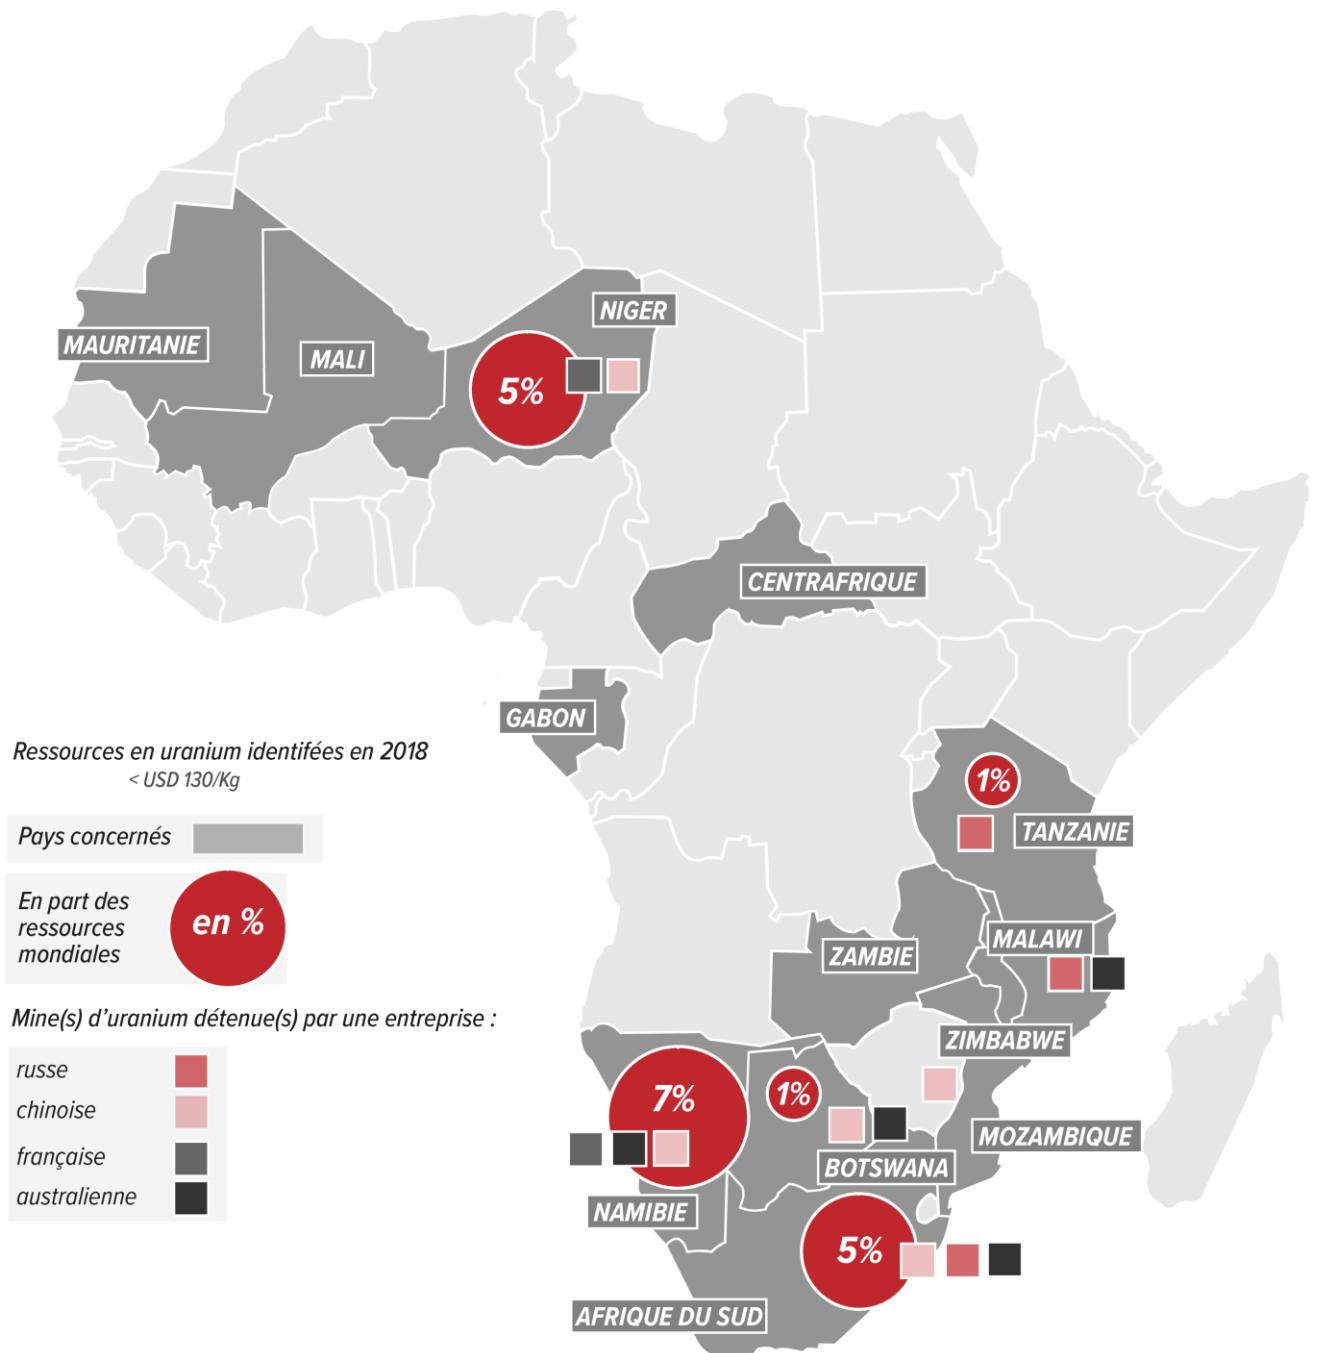 NIGER
MAURITANIE
MALI
5%
CENTRAFRIQUE
GABON
Ressources en uranium identifées en 2018
< USD 130/Kg
1%
Pays concernés
TANZANIE
En part des
ressources
mondiales
en %
MALAWI
ZAMBIE
Mine(s) d'uranium détenue(s) par une entreprise :
ZIMBABWE
russe
chinoise
française
australienne
7%
1%
MOZAMBIQUE
BOTSWANA
NAMIBIE
5%
AFRIQUE DU SUD